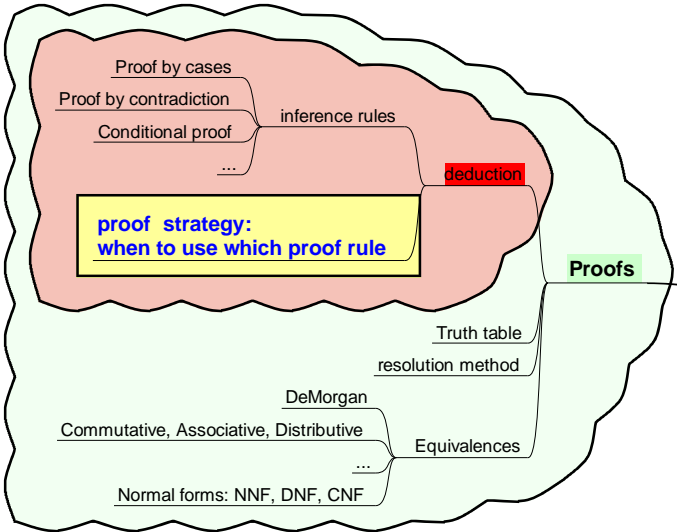 Proof by cases
Proof by contradiction
Conditional proof
...
inference rules
deduction
proof strategy:
when to use which proof rule
Proofs
Truth table
resolution method
DeMorgan
Commutative, Associative, Distributive
...
Normal forms: NNF, DNF, CNF
Equivalences